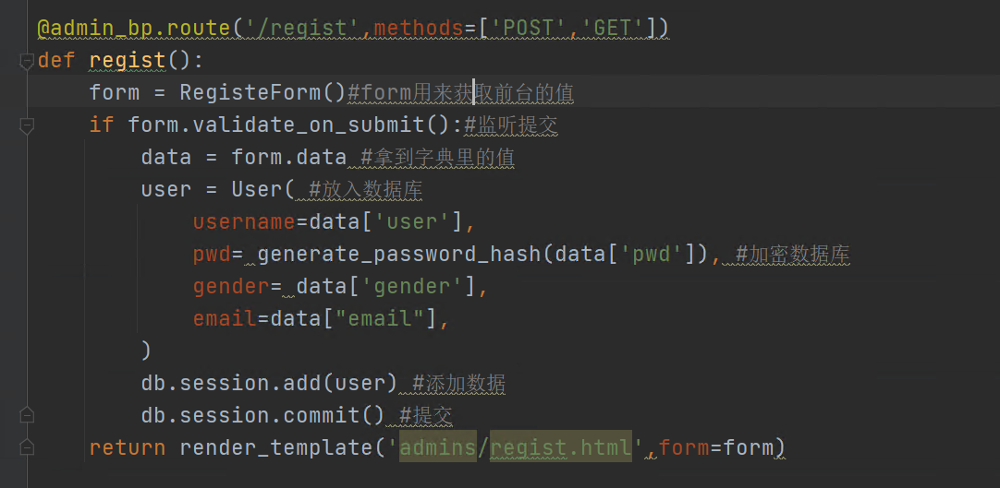 @admin_bp.route('/regist',methods=['POST','GET'])
def regist():
    form = RegisteForm()#form用来获取前台的值
    if form.validate_on_submit():#监听提交
        data = form.data #拿到字典里的值
        user = User( #放入数据库
            username=data['user'],
            pwd= generate_password_hash(data['pwd']), #加密数据库
            gender= data['gender'],
            email=data["email"],
        )
        db.session.add(user) #添加数据
        db.session.commit() #提交
    return render_template('admins/regist.html',form=form)